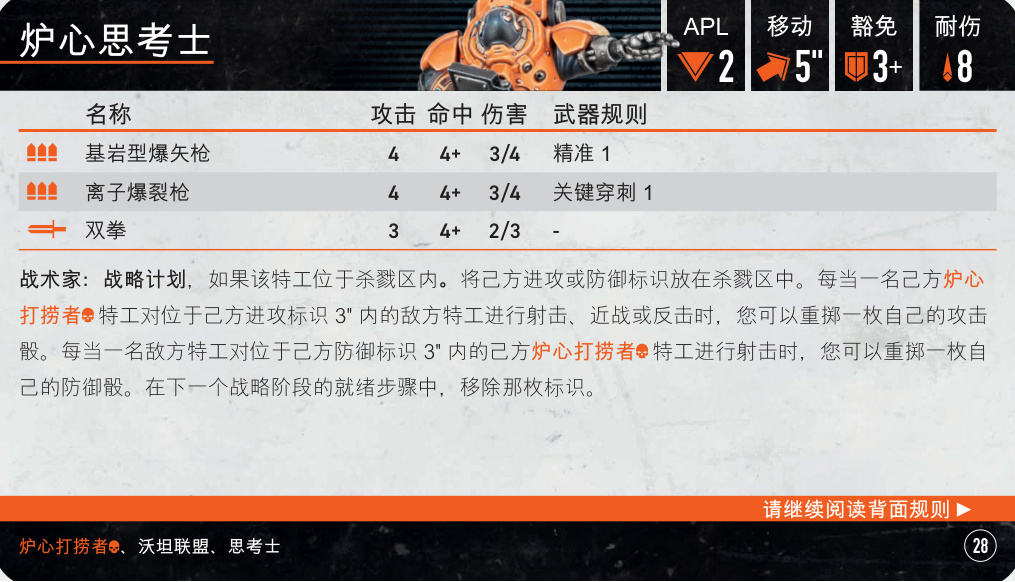 炉心思考士
APL 移动 豁免 耐伤
2 5" 3+ 8
名称 攻击 命中 伤害 武器规则
基岩型爆矢枪 4 4+ 3/4 精准 1
离子爆裂枪 4 4+ 3/4 关键穿刺 1
双拳 3 4+ 2/3 -
战术家：战略计划，如果该特工位于杀戮区内。将己方进攻或防御标识放在杀戮区中。每当一名己方炉心
打捞者特工对位于己方进攻标识 3" 内的敌方特工进行射击、近战或反击时，您可以重掷一枚自己的攻击
骰。每当一名敌方特工对位于己方防御标识 3" 内的己方炉心打捞者特工进行射击时，您可以重掷一枚自
己的防御骰。在下一个战略阶段的就绪步骤中，移除那枚标识。
请继续阅读背面规则 ▶
炉心打捞者、沃坦联盟、思考士
28